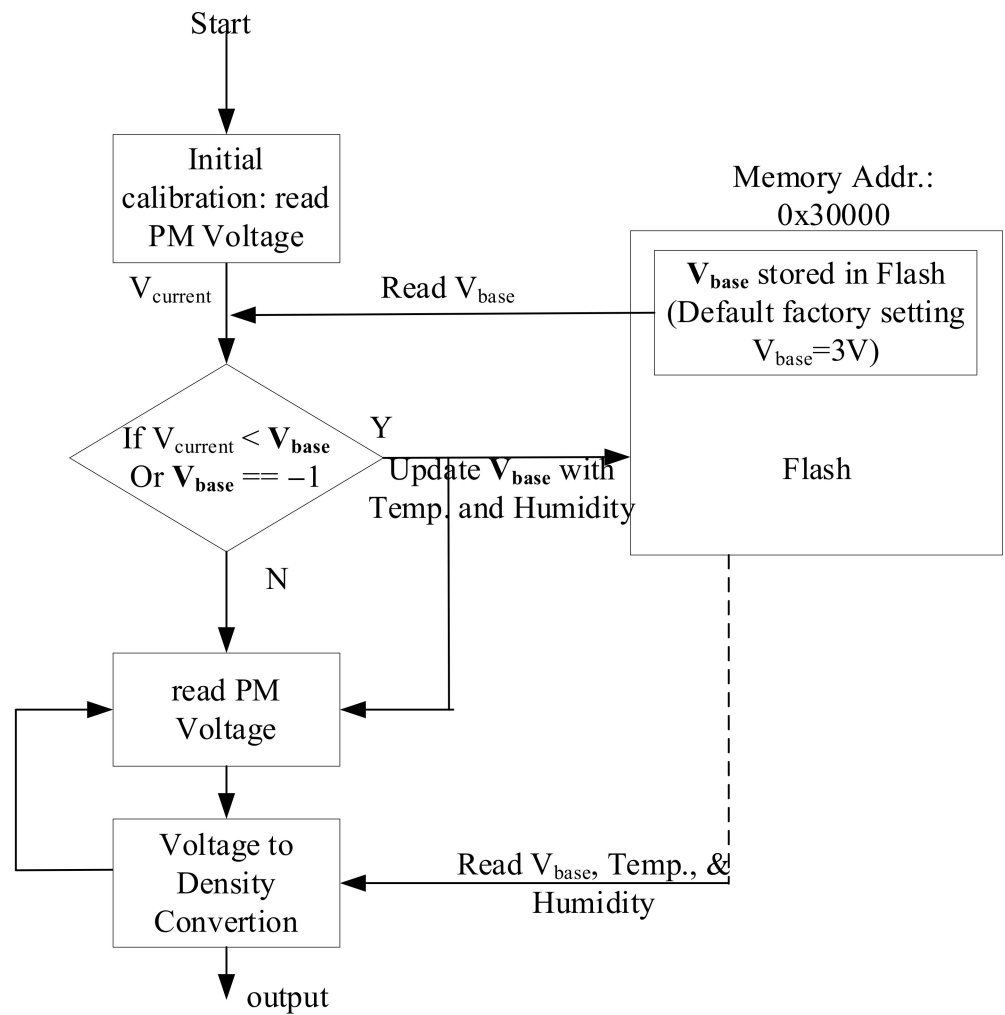 Start
Initial
calibration: read
PM Voltage
Memory Addr.:
0x30000
Vcurrent
Read Vbase
Vbase stored in Flash
(Default factory setting
Vbase=3V)
If Vcurrent < Vbase
Or Vbase == −1
Y
Update Vbase with
Temp. and Humidity
Flash
N
read PM
Voltage
Voltage to
Density
Convertion
Read Vbase, Temp., &
Humidity
output